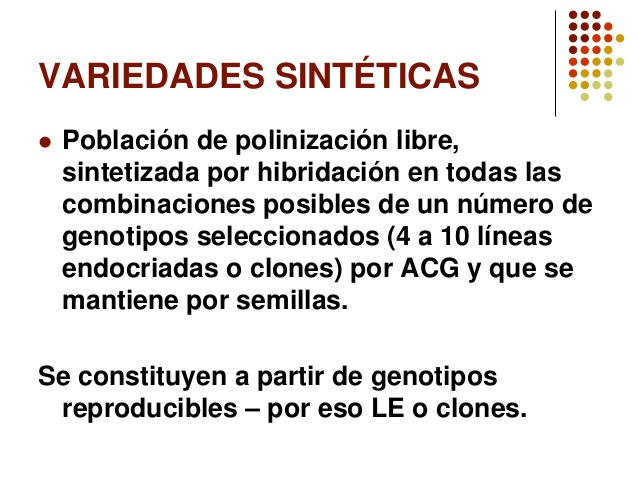 VARIEDADES SINTÉTICAS
● Población de polinización libre,
sintetizada por hibridación en todas las
combinaciones posibles de un número de
genotipos seleccionados (4 a 10 líneas
endocriadas o clones) por ACG y que se
mantiene por semillas.
Se constituyen a partir de genotipos
reproducibles – por eso LE o clones.